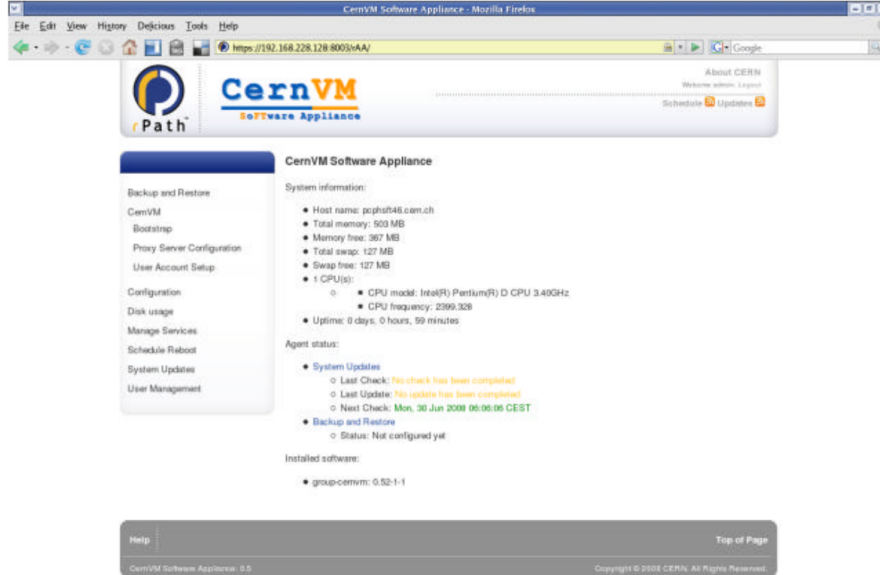 CernVM Software Appliance - Mozilla Firefox
File Edit View History Delicious Tools Help
https://192.168.228.128:8003/rAA/
Google
rPath
CernVM
SofTware Appliance
About CERN
Welcome admin. Logout
Schedule Updates
Backup and Restore
CernVM
Bootstrap
Proxy Server Configuration
User Account Setup
Configuration
Disk usage
Manage Services
Schedule Reboot
System Updates
User Management
CernVM Software Appliance
System information:
Host name: pcphsft46.cern.ch
Total memory: 503 MB
Memory free: 367 MB
Total swap: 127 MB
Swap free: 127 MB
1 CPU(s):
CPU model: Intel(R) Pentium(R) D CPU 3.40GHz
CPU frequency: 2399.328
Uptime: 0 days, 0 hours, 59 minutes
Agent status:
System Updates
Last Check: No check has been completed
Last Update: No update has been completed
Next Check: Mon, 30 Jun 2008 06:06:06 CEST
Backup and Restore
Status: Not configured yet
Installed software:
group-cernvm: 0.52-1-1
Help
Top of Page
CernVM Software Appliance: 0.5
Copyright © 2008 CERN. All Rights Reserved.